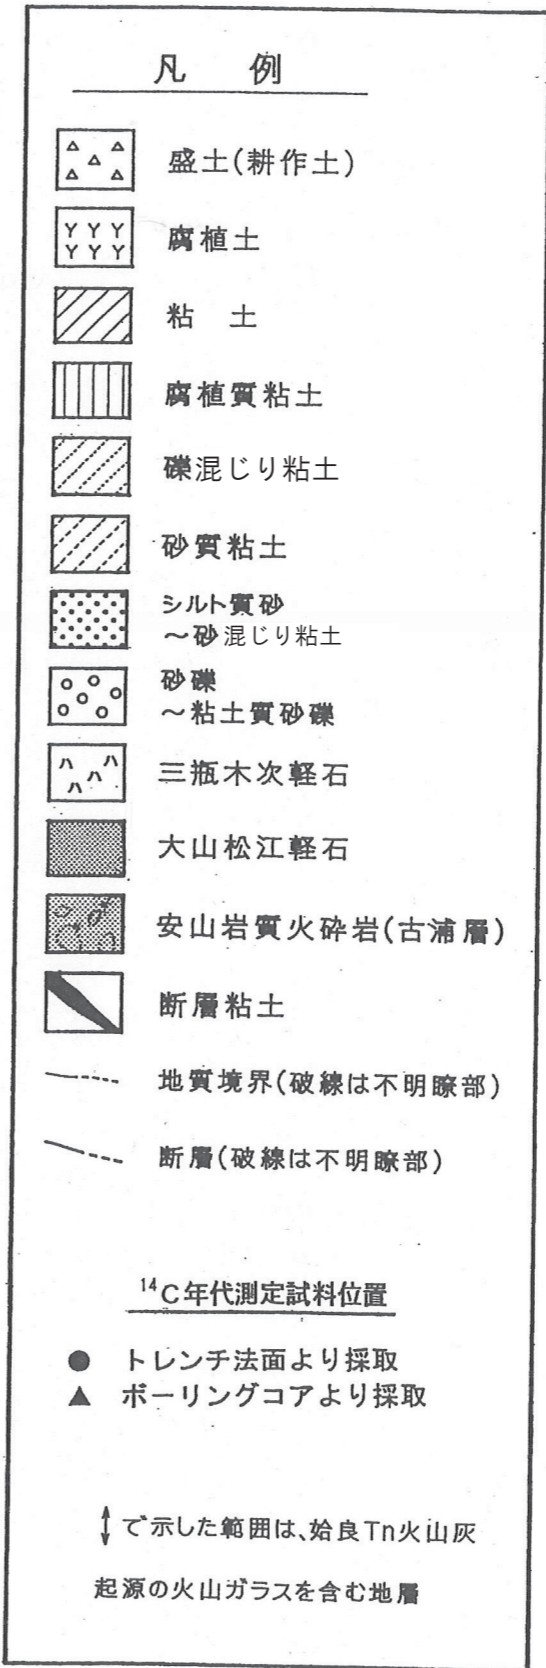 凡 例
盛土(耕作土)
腐植土
粘 土
腐植質粘土
礫混じり粘土
砂質粘土
シルト質砂
～砂混じり粘土
砂礫
～粘土質砂礫
三瓶木次軽石
大山松江軽石
安山岩質火砕岩(古浦層)
断層粘土
地質境界(破線は不明瞭部)
断層(破線は不明瞭部)
¹⁴C年代測定試料位置
● トレンチ法面より採取
▲ ボーリングコアより採取
↕で示した範囲は、姶良Tn火山灰
起源の火山ガラスを含む地層